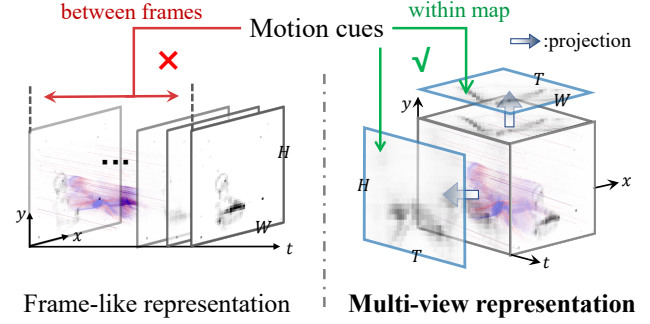 between frames
Motion cues
within map
:projection
×
√
...
H
W
y
x
t
T
W
y
H
T
x
t
Frame-like representation
Multi-view representation